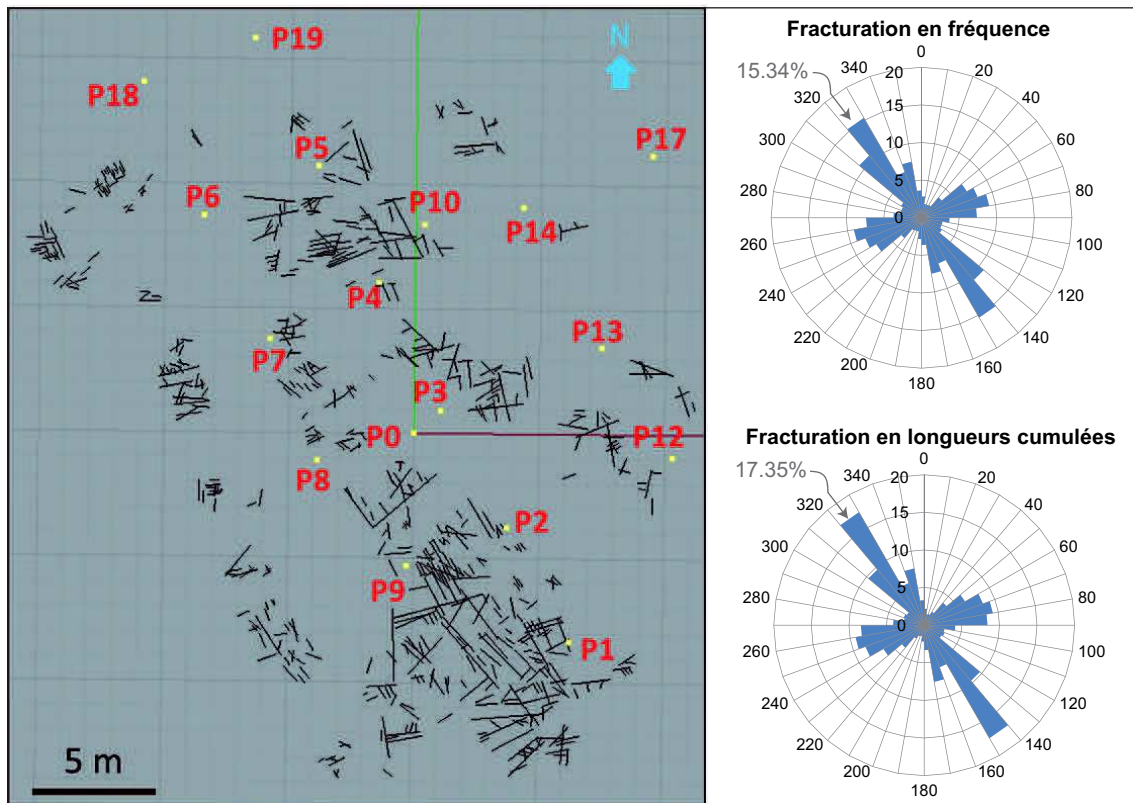 P19
N
P18
P17
P5
P6
P10
P14
P4
P7
P13
P3
P0
P12
P8
P2
P9
P1
5 m
Fracturation en fréquence
15.34%
0
20
40
60
80
100
120
140
160
180
200
220
240
260
280
300
320
340
20
15
10
5
0
Fracturation en longueurs cumulées
17.35%
0
20
40
60
80
100
120
140
160
180
200
220
240
260
280
300
320
340
20
15
10
5
0